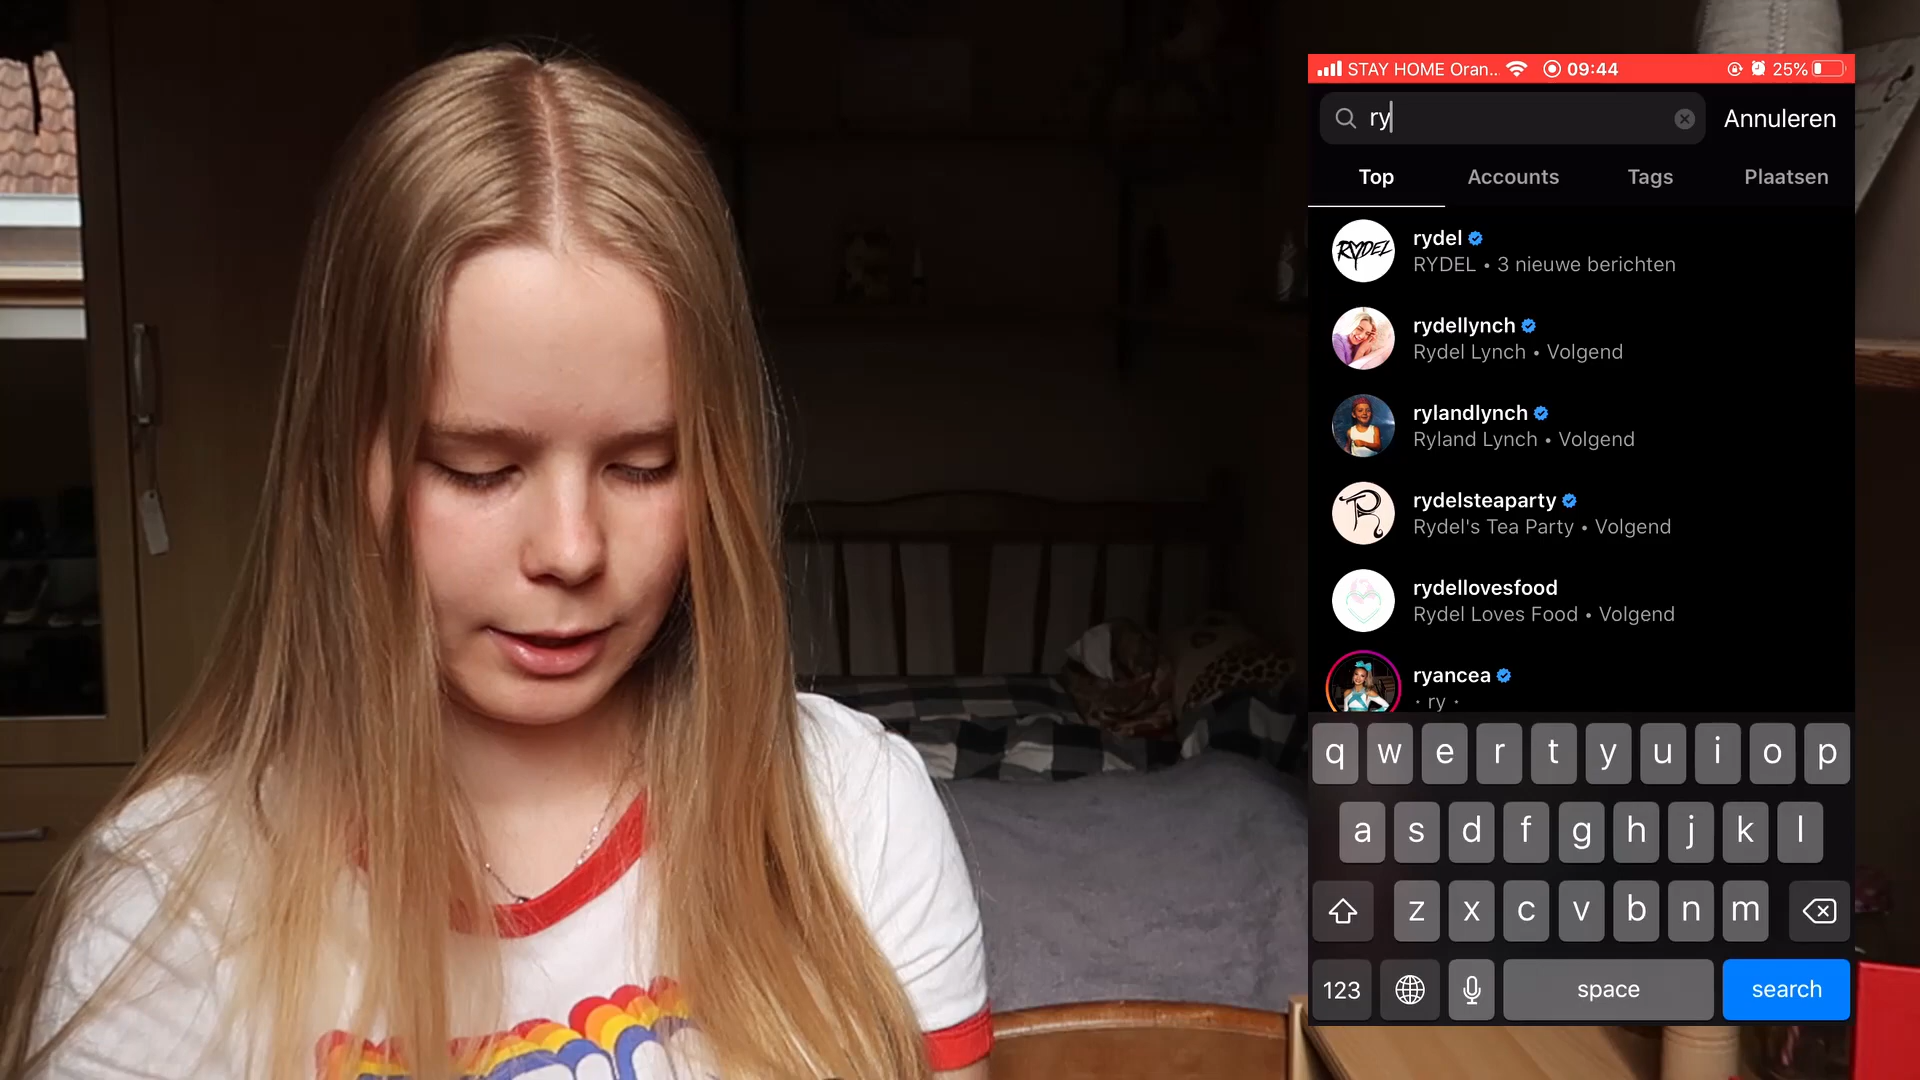 STAY HOME Oran.. 09:44 25%
ry Annuleren
Top Accounts Tags Plaatsen
RYDEL
rydel
RYDEL • 3 nieuwe berichten
rydellynch
Rydel Lynch • Volgend
rylandlynch
Ryland Lynch • Volgend
R
rydelsteaparty
Rydel's Tea Party • Volgend
rydellovesfood
Rydel Loves Food • Volgend
ryancea
· ry ·
q w e r t y u i o p
a s d f g h j k l
z x c v b n m
123 space search